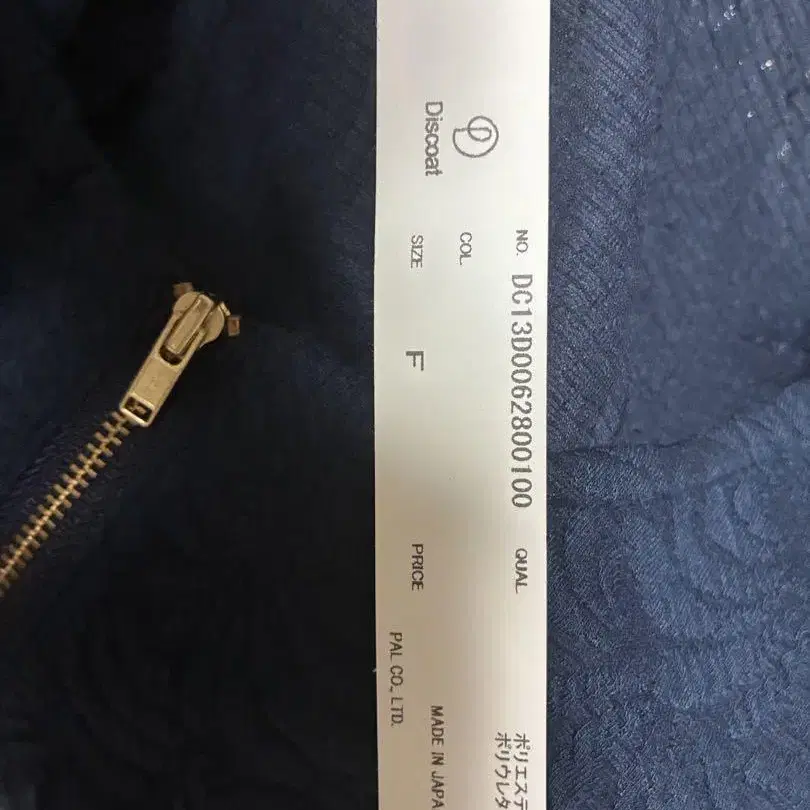 Discoat
NO. DC13D0062800100
COL.
SIZE F
QUAL
PRICE
ポリエステ
ポリウレタ
MADE IN JAPA
PAL CO., LTD.